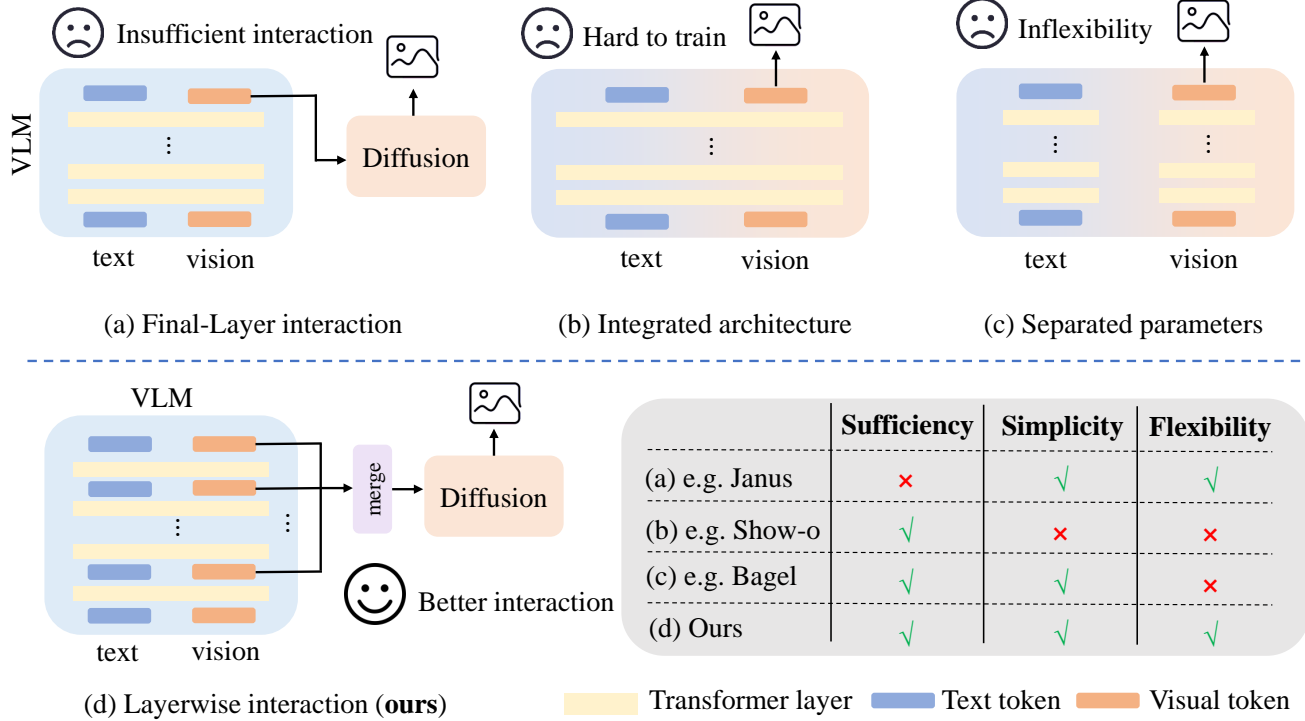 Insufficient interaction
VLM
Diffusion
text vision
(a) Final-Layer interaction
Hard to train
text vision
(b) Integrated architecture
Inflexibility
text vision
(c) Separated parameters
VLM
merge
Diffusion
Better interaction
text vision
(d) Layerwise interaction (ours)
Sufficiency Simplicity Flexibility
(a) e.g. Janus × √ √
(b) e.g. Show-o √ × ×
(c) e.g. Bagel √ √ ×
(d) Ours √ √ √
Transformer layer Text token Visual token